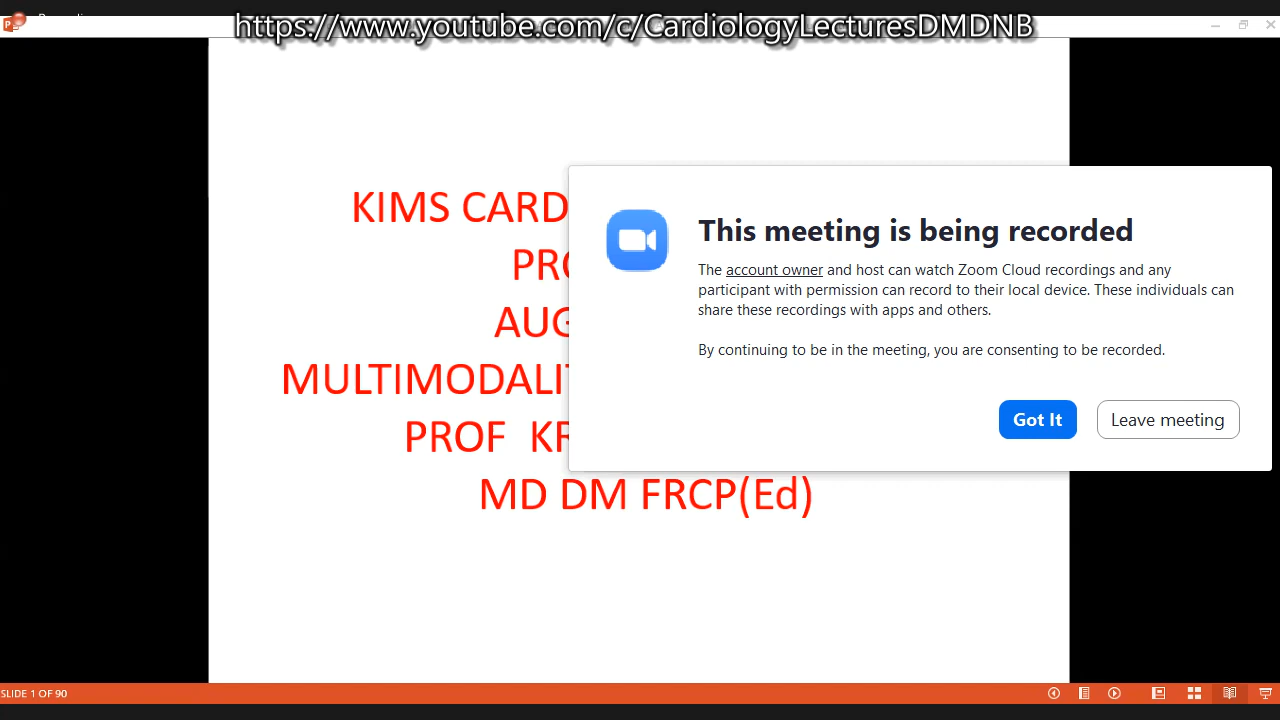 https://www.youtube.com/c/CardiologyLecturesDMDNB
KIMS CARD
PRO
AUG
MULTIMODALIT
PROF KR
MD DM FRCP(Ed)
This meeting is being recorded
The account owner and host can watch Zoom Cloud recordings and any
participant with permission can record to their local device. These individuals can
share these recordings with apps and others.
By continuing to be in the meeting, you are consenting to be recorded.
Got It
Leave meeting
SLIDE 1 OF 90